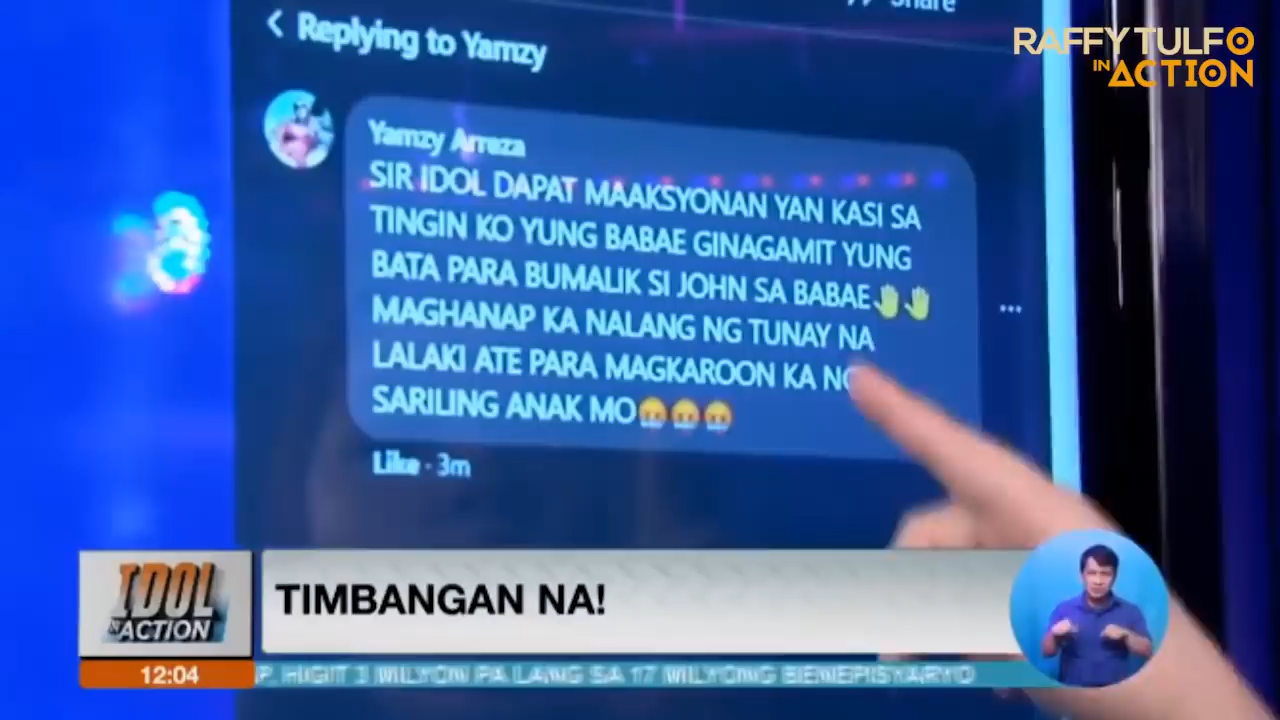 Share
RAFFY TULFO
IN ACTION
< Replying to Yamzy
Yamzy Arraza
SIR IDOL DAPAT MAAKSYONAN YAN KASI SA
TINGIN KO YUNG BABAE GINAGAMIT YUNG
BATA PARA BUMALIK SI JOHN SA BABAE🤚🤚
MAGHANAP KA NALANG NG TUNAY NA
LALAKI ATE PARA MAGKAROON KA NG
SARILING ANAK MO😡😡😡
Like · 3m
IDOL
IN ACTION
TIMBANGAN NA!
12:04
P. HIGIT 1 MILYON PA LANG SA 17 MILYONG BENEPISYARYO